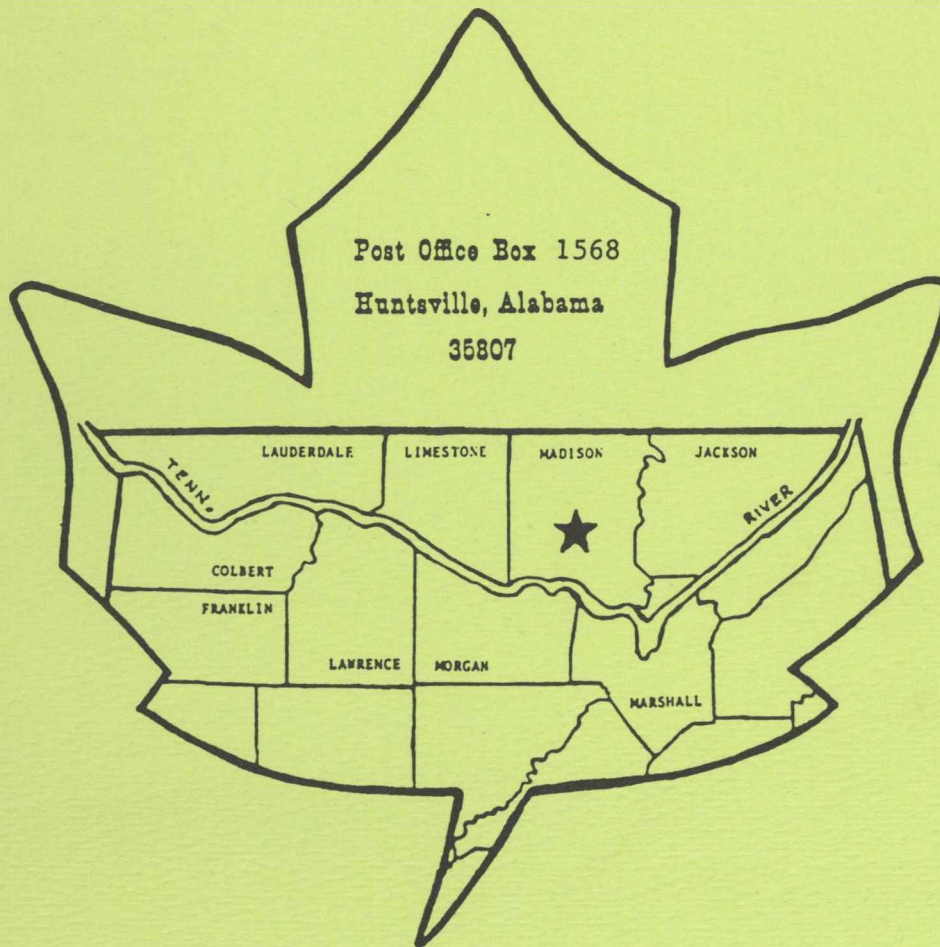 Post Office Box 1568
Huntsville, Alabama
35807
LAUDERDALE LIMESTONE MADISON JACKSON
TENN. RIVER
COLBERT
FRANKLIN
LAWRENCE MORGAN
MARSHALL